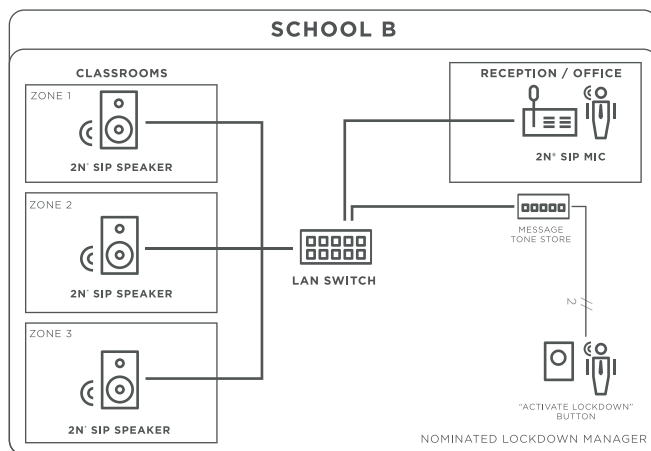 SCHOOL B
CLASSROOMS
ZONE 1
2N® SIP SPEAKER
ZONE 2
2N® SIP SPEAKER
ZONE 3
2N® SIP SPEAKER
LAN SWITCH
RECEPTION / OFFICE
2N® SIP MIC
MESSAGE
TONE STORE
2
"ACTIVATE LOCKDOWN"
BUTTON
NOMINATED LOCKDOWN MANAGER